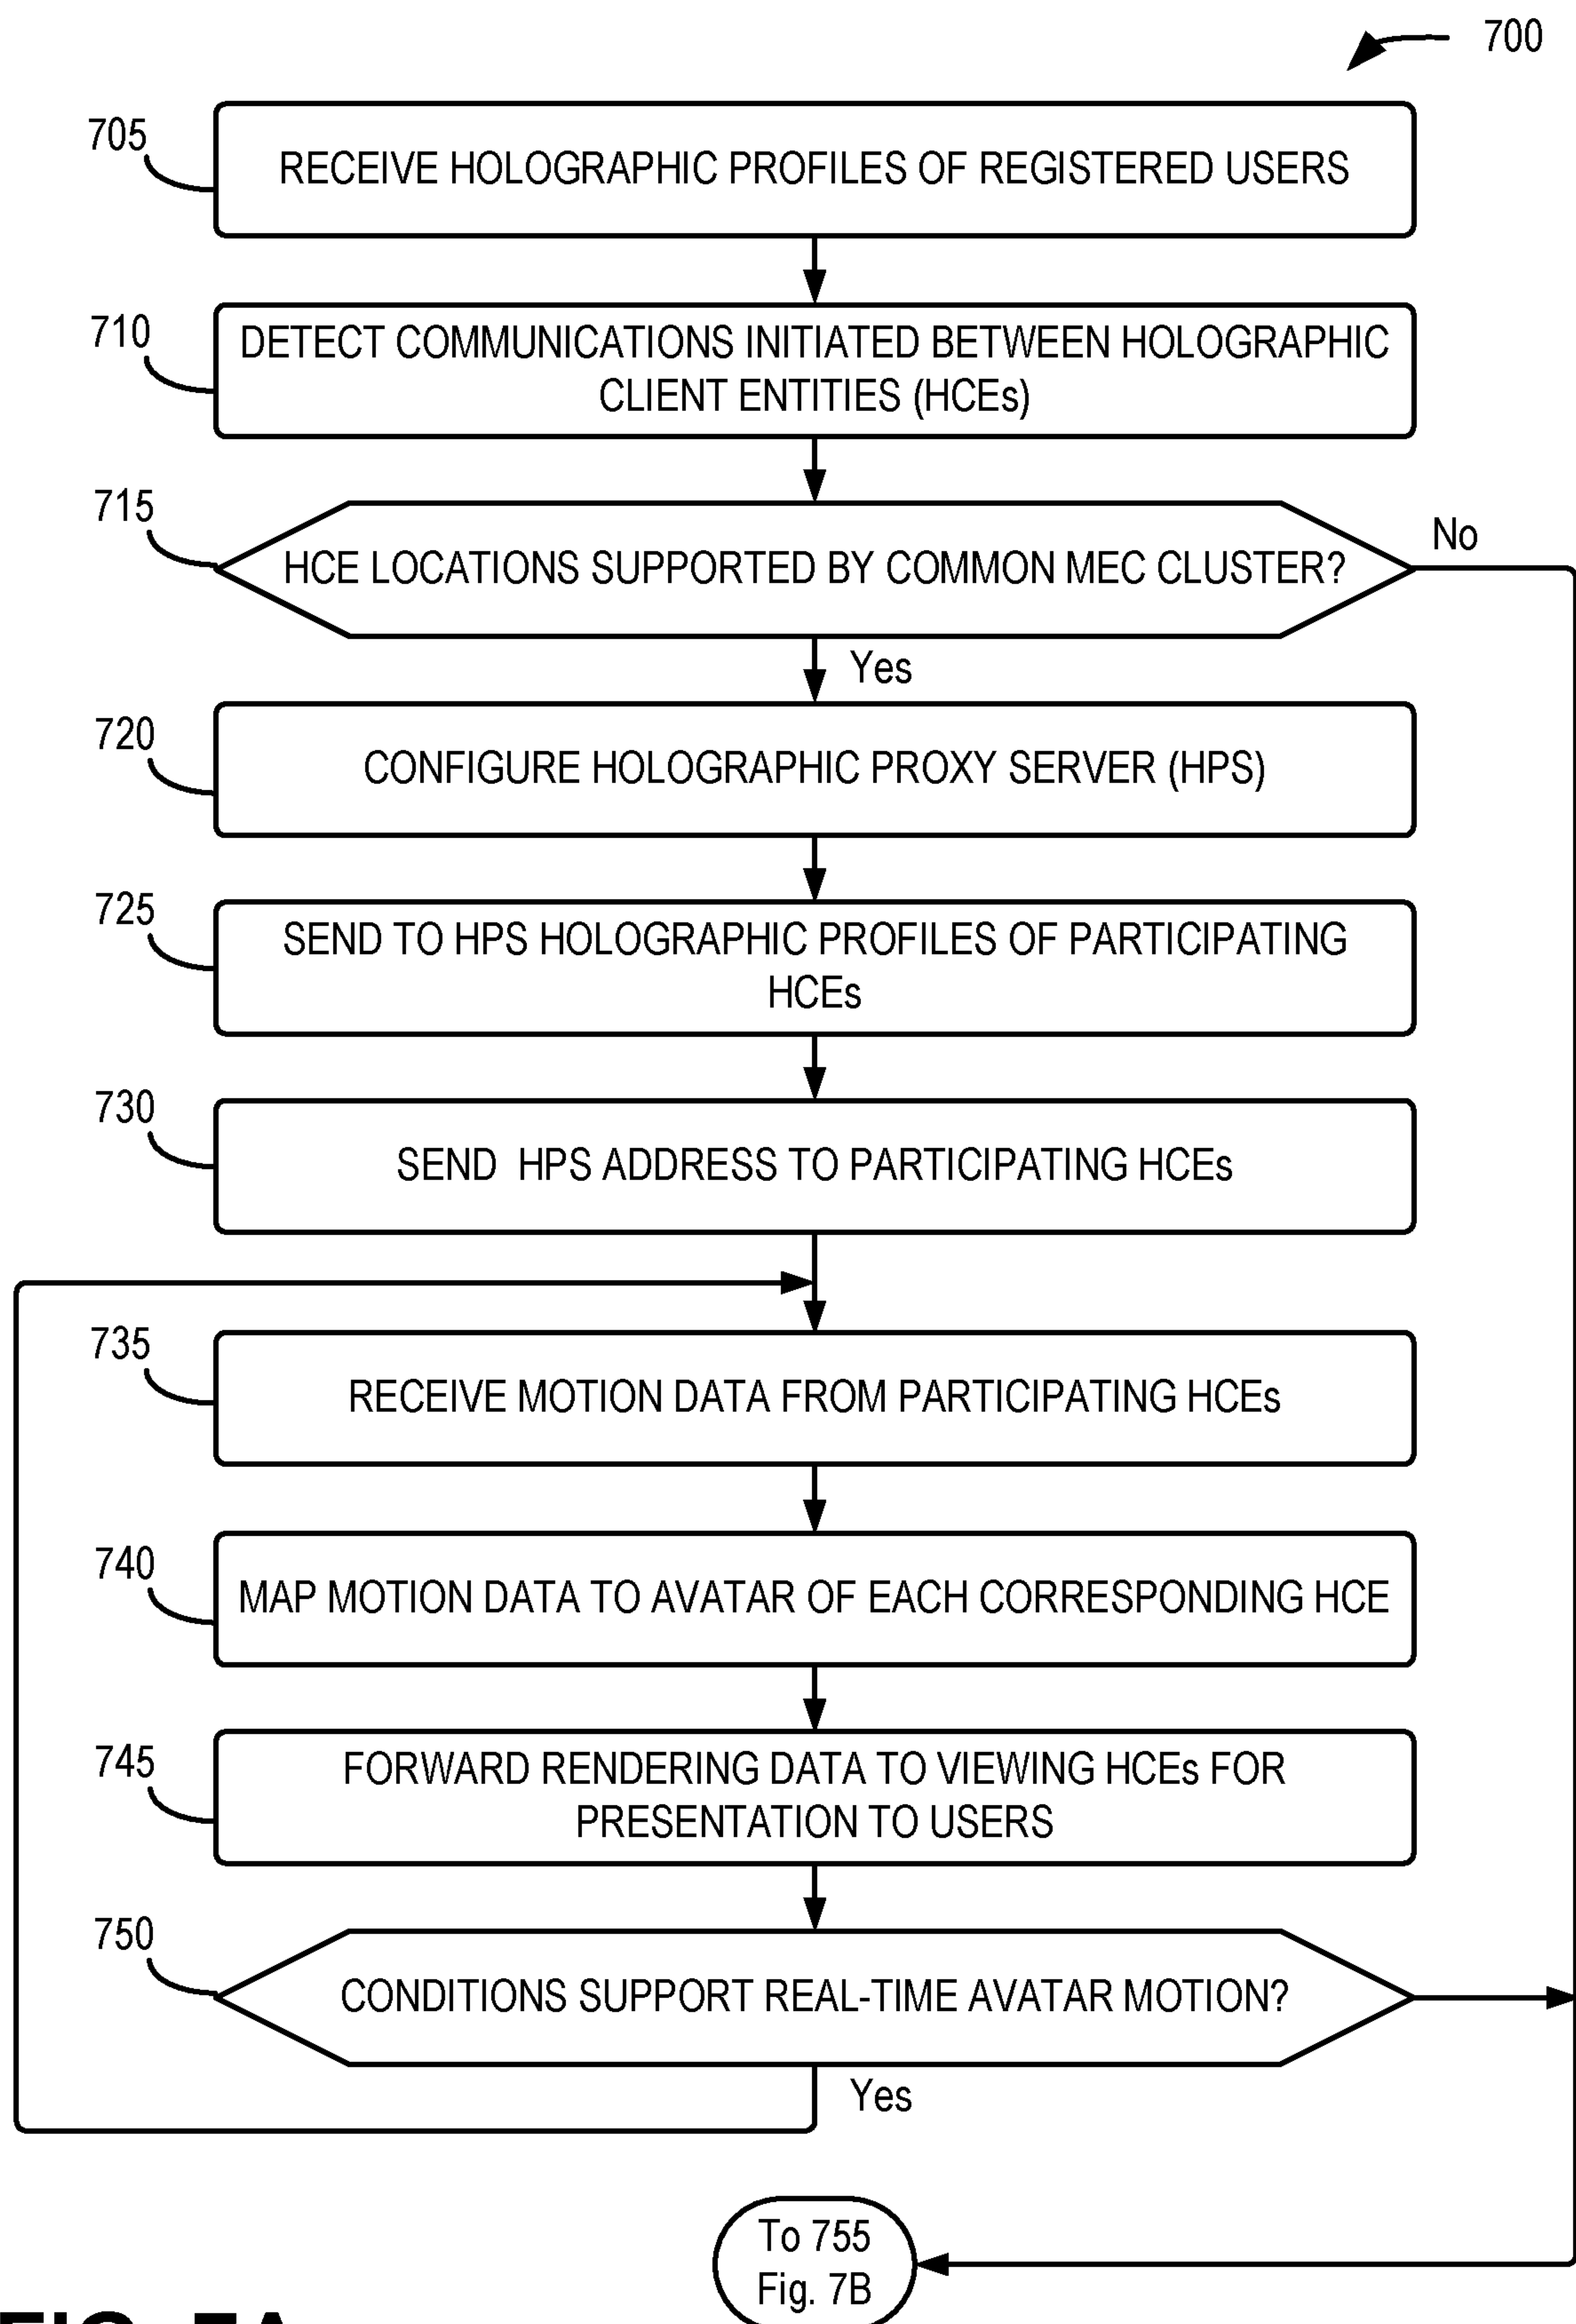 700
705
RECEIVE HOLOGRAPHIC PROFILES OF REGISTERED USERS
710
DETECT COMMUNICATIONS INITIATED BETWEEN HOLOGRAPHIC
CLIENT ENTITIES (HCEs)
715
HCE LOCATIONS SUPPORTED BY COMMON MEC CLUSTER?
No
Yes
720
CONFIGURE HOLOGRAPHIC PROXY SERVER (HPS)
725
SEND TO HPS HOLOGRAPHIC PROFILES OF PARTICIPATING
HCEs
730
SEND HPS ADDRESS TO PARTICIPATING HCEs
735
RECEIVE MOTION DATA FROM PARTICIPATING HCEs
740
MAP MOTION DATA TO AVATAR OF EACH CORRESPONDING HCE
745
FORWARD RENDERING DATA TO VIEWING HCEs FOR
PRESENTATION TO USERS
750
CONDITIONS SUPPORT REAL-TIME AVATAR MOTION?
Yes
To 755
Fig. 7B
FIG. 7A